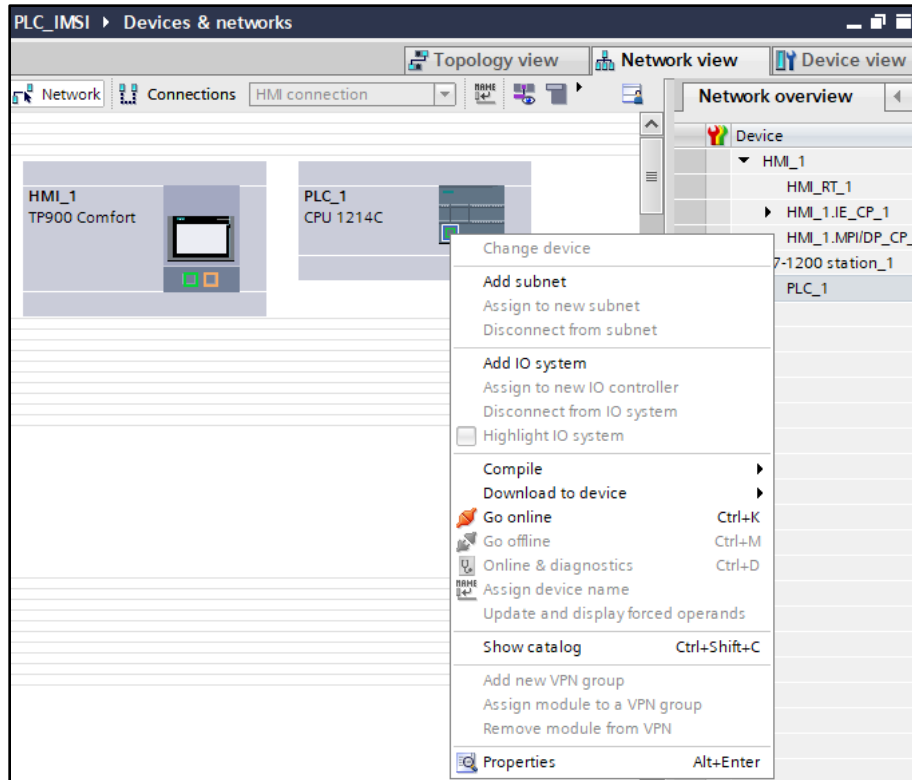 PLC_IMSI ▸ Devices & networks
Topology view
Network view
Device view
Network
Connections
HMI connection
Network overview
Device
HMI_1
HMI_RT_1
HMI_1.IE_CP_1
HMI_1.MPI/DP_CP_
7-1200 station_1
PLC_1
HMI_1
TP900 Comfort
PLC_1
CPU 1214C
Change device
Add subnet
Assign to new subnet
Disconnect from subnet
Add IO system
Assign to new IO controller
Disconnect from IO system
Highlight IO system
Compile
Download to device
Go online Ctrl+K
Go offline Ctrl+M
Online & diagnostics Ctrl+D
Assign device name
Update and display forced operands
Show catalog Ctrl+Shift+C
Add new VPN group
Assign module to a VPN group
Remove module from VPN
Properties Alt+Enter